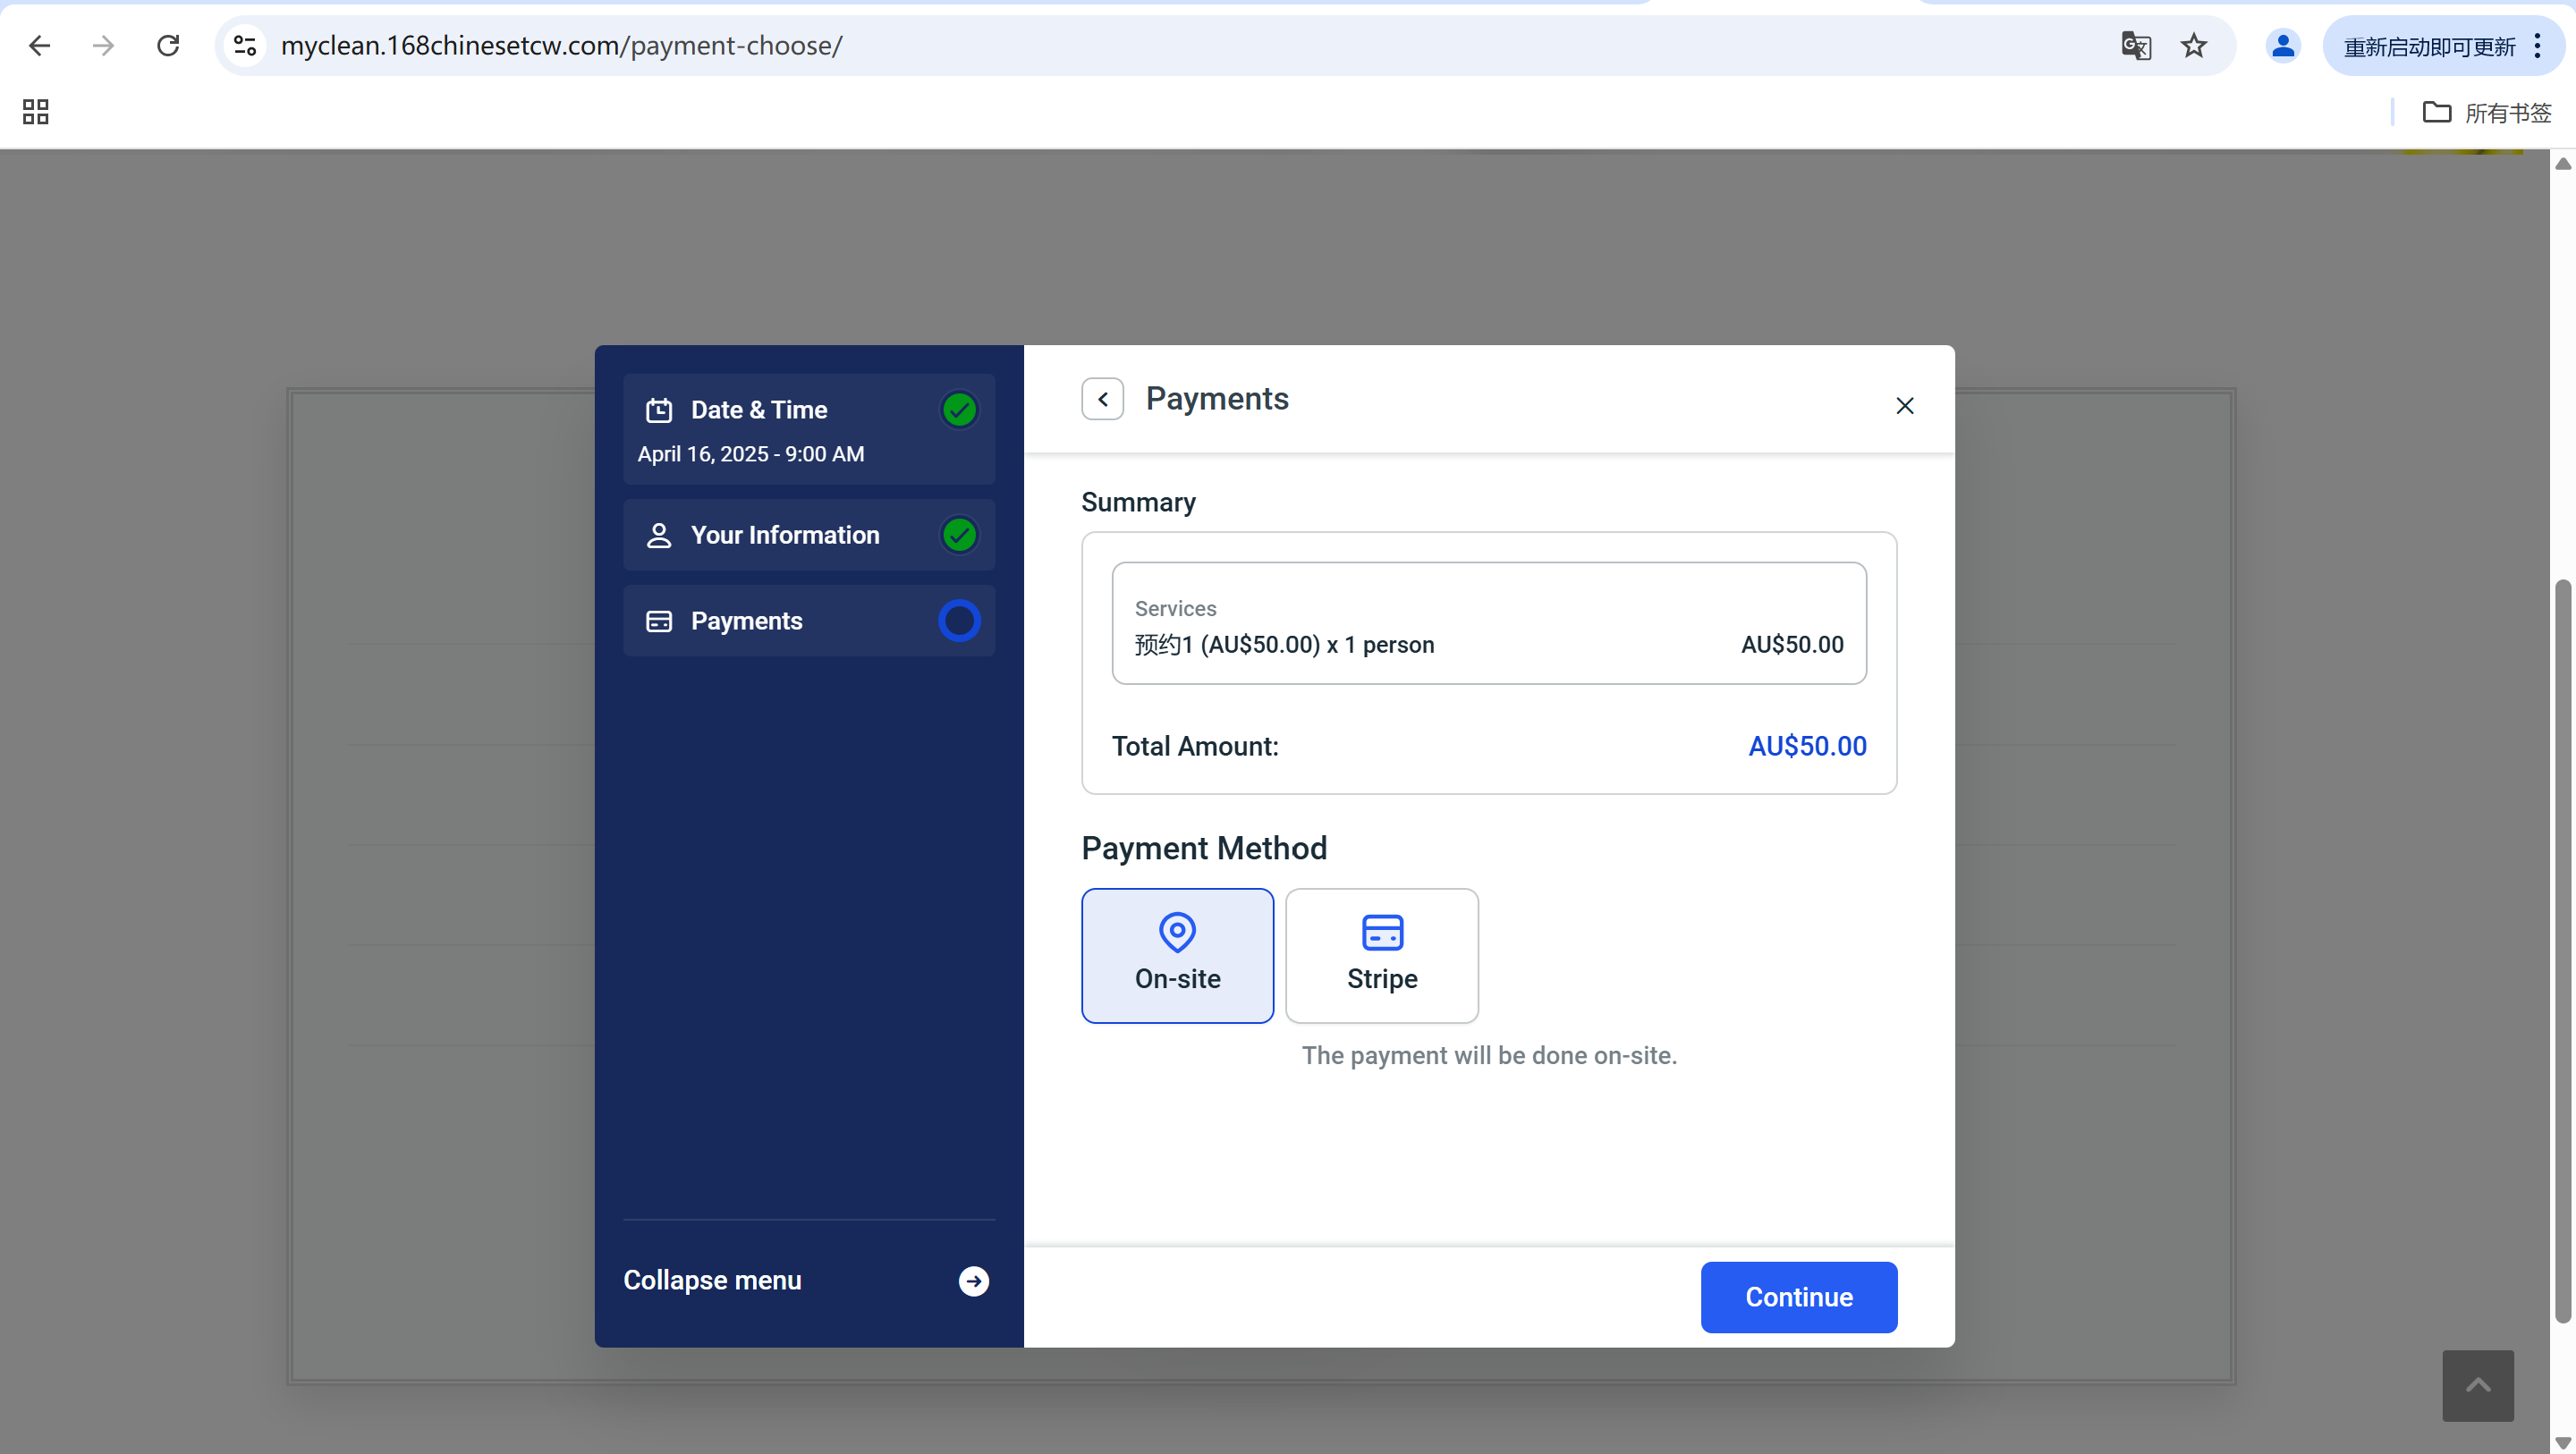 myclean.168chinesetcw.com/payment-choose/
重新启动即可更新
所有书签
Date & Time
April 16, 2025 - 9:00 AM
Your Information
Payments
Collapse menu
Payments
Summary
Services
预约1 (AU$50.00) x 1 person AU$50.00
Total Amount: AU$50.00
Payment Method
On-site Stripe
The payment will be done on-site.
Continue